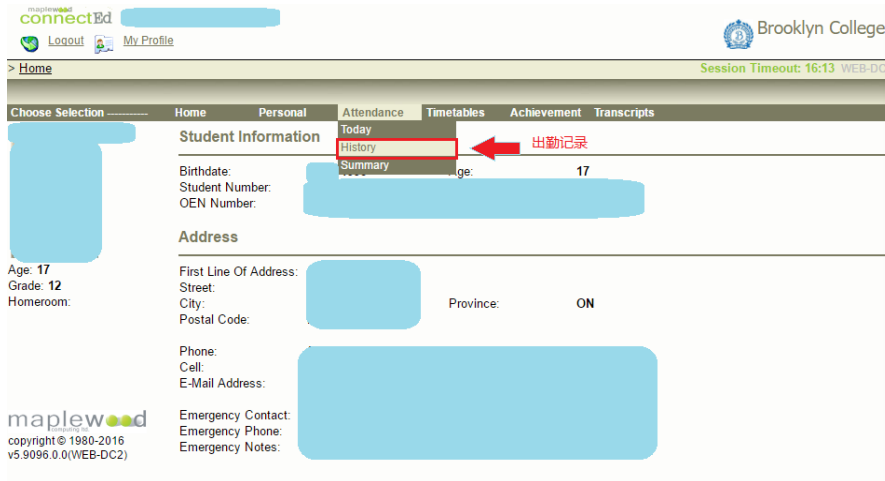 maplewood
connectEd
Logout My Profile
Brooklyn College
> Home
Session Timeout: 16:13 WEB-DC
Choose Selection -----------
Home Personal Attendance Timetables Achievement Transcripts
Today
History
Summary
出勤记录
Student Information
Birthdate: Age: 17
Student Number:
OEN Number:
Address
Age: 17
Grade: 12
Homeroom:
First Line Of Address:
Street:
City: Province: ON
Postal Code:
Phone:
Cell:
E-Mail Address:
Emergency Contact:
Emergency Phone:
Emergency Notes:
maplewood
computing ltd.
copyright © 1980-2016
v5.9096.0.0(WEB-DC2)